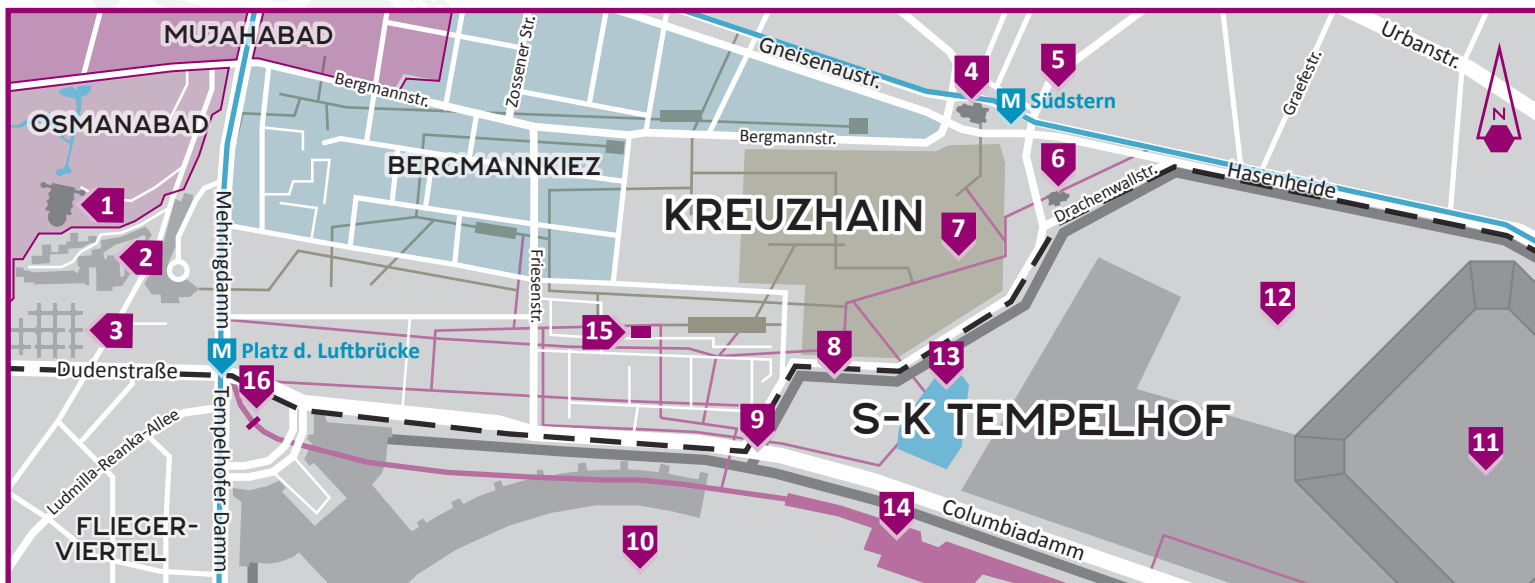 MUJAHABAD
Zossener Str.
Gneisenaustr.
Urbanstr.
4
5
Bergmannstr.
M Südstern
Graefestr.
N
OSMANABAD
Bergmannstr.
BERGMANNKIEZ
6
Hasenheide
Drachenwallstr.
1
Mehringdamm
KREUZHAIN
7
2
Friesenstr.
12
3
15
M Platz d. Luftbrücke
8
13
Dudenstraße
16
9
S-K TEMPELHOF
11
Ludmilla-Reanka-Allee
Tempelhofer Damm
14
Columbiadamm
FLIEGER-
VIERTEL
10